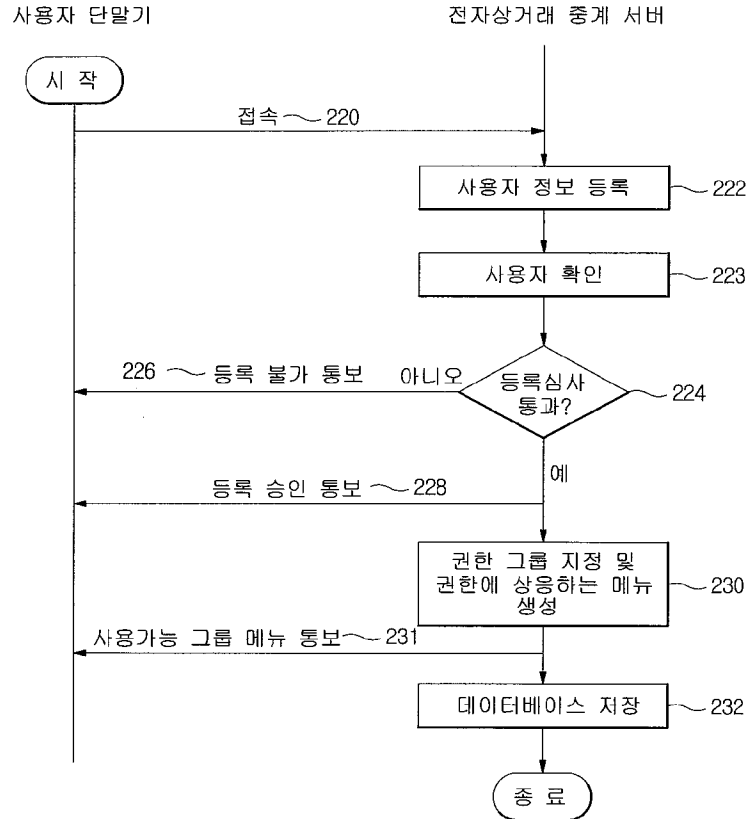 사용자 단말기
전자상거래 중계 서버
시 작
접속 220
사용자 정보 등록 222
사용자 확인 223
226 등록 불가 통보 아니오
등록심사
통과?
224
예
등록 승인 통보 228
권한 그룹 지정 및
권한에 상응하는 메뉴
생성
230
사용가능 그룹 메뉴 통보 231
데이터베이스 저장 232
종 료